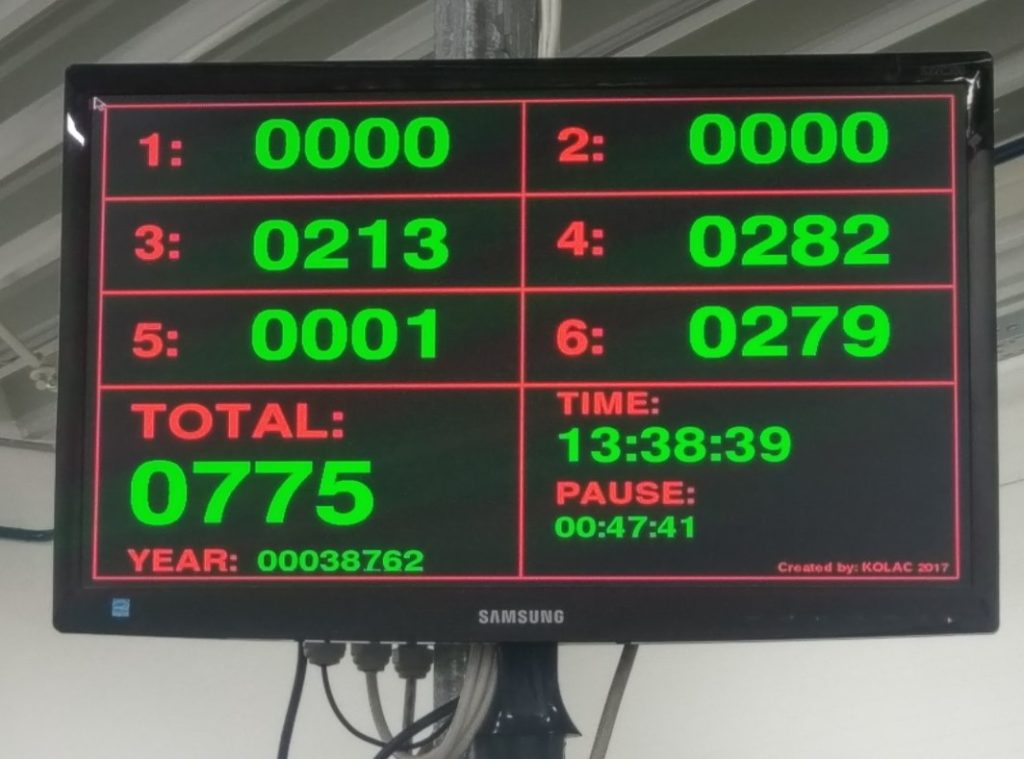 1: 0000
2: 0000
3: 0213
4: 0282
5: 0001
6: 0279
TOTAL:
0775
YEAR: 00038762
TIME:
13:38:39
PAUSE:
00:47:41
Created by: KOLAC 2017
SAMSUNG